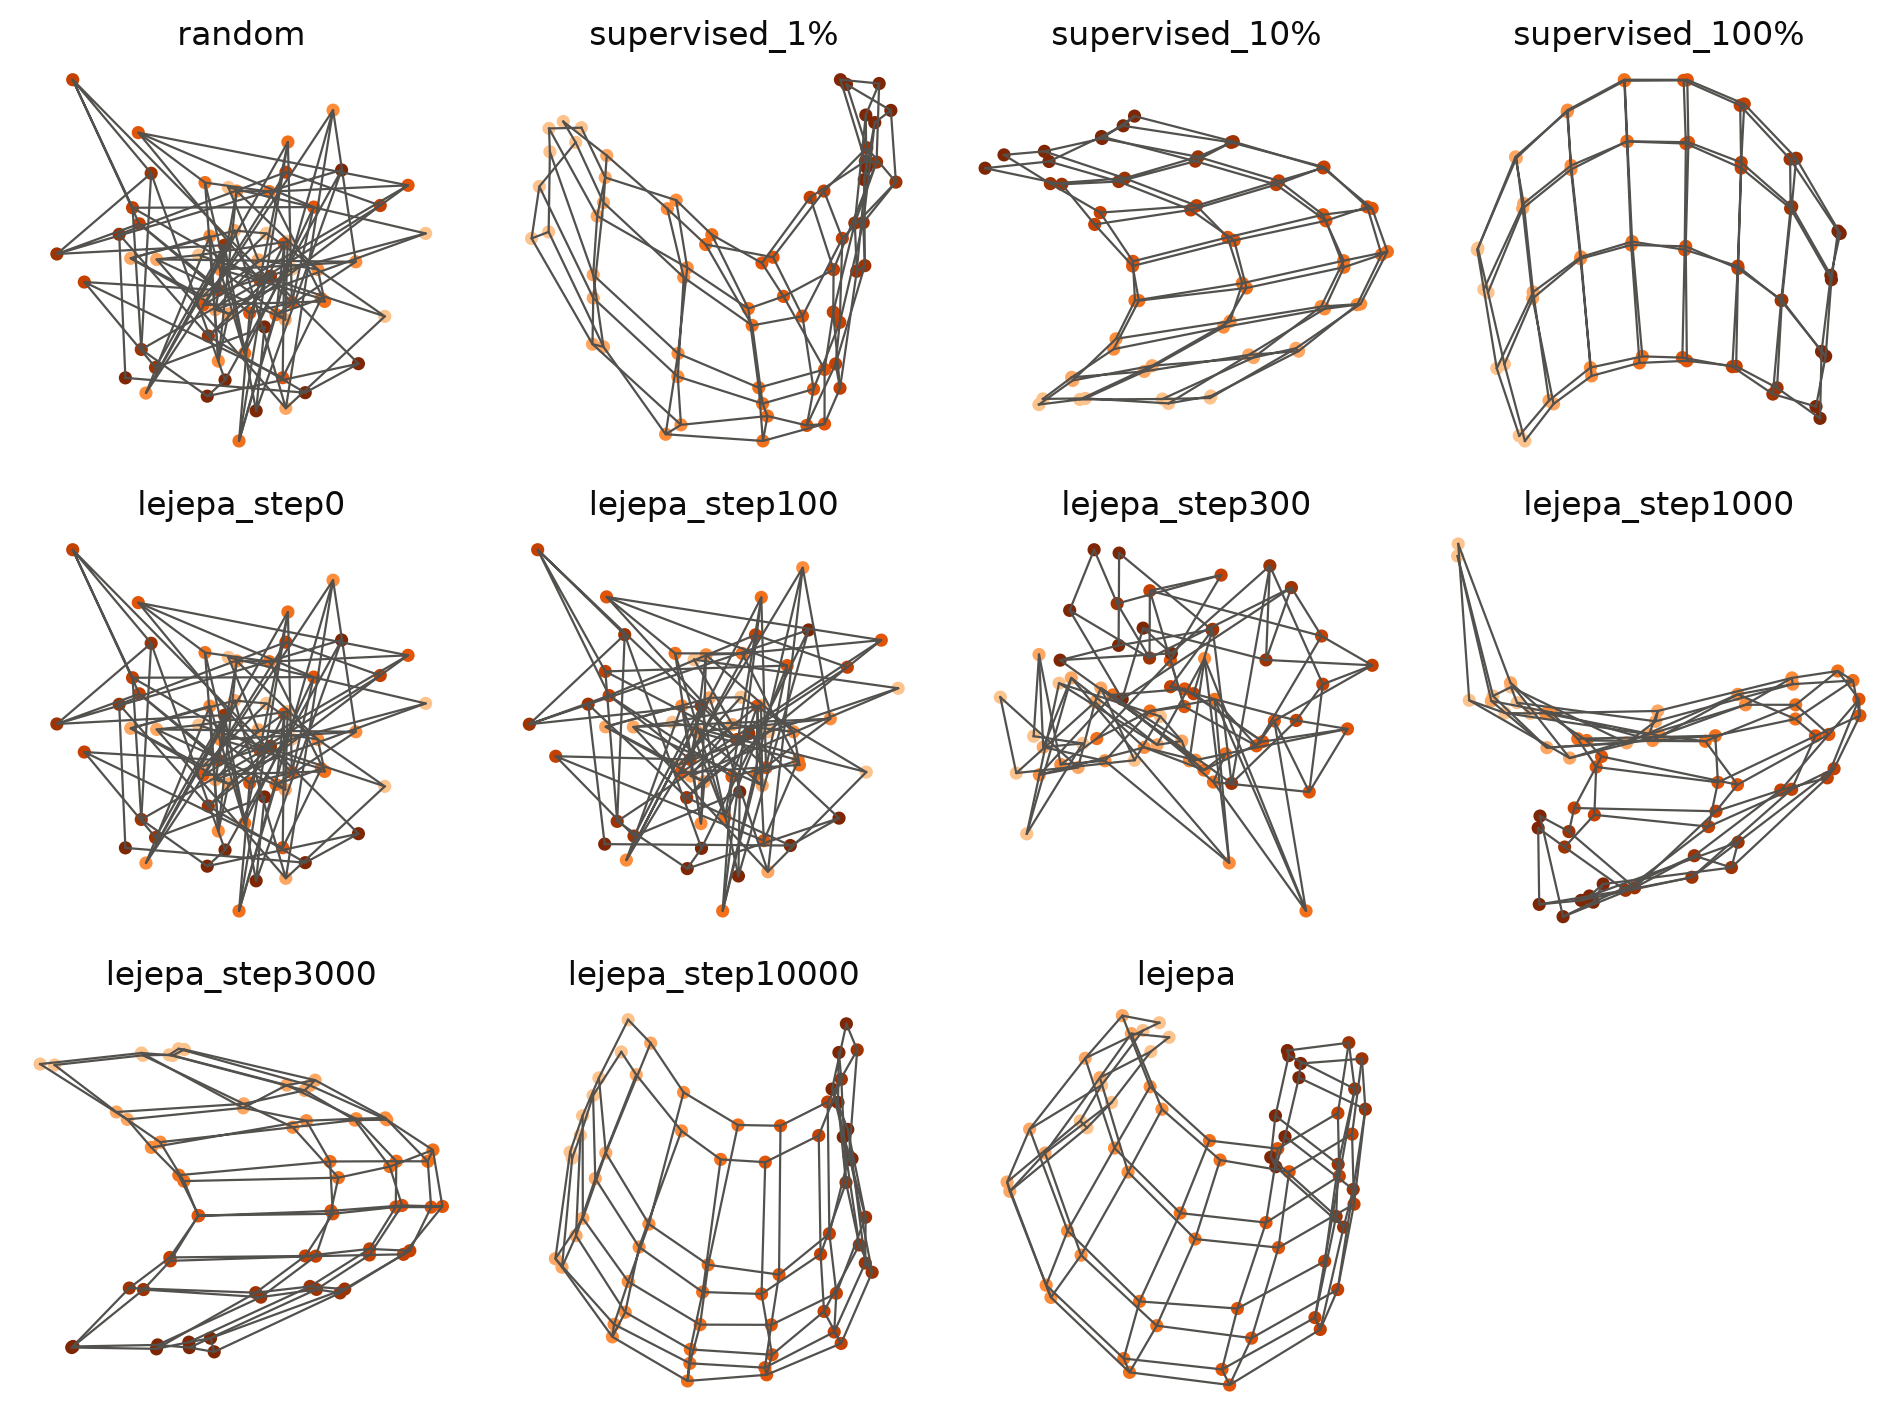 random
supervised_1%
supervised_10%
supervised_100%
lejepa_step0
lejepa_step100
lejepa_step300
lejepa_step1000
lejepa_step3000
lejepa_step10000
lejepa